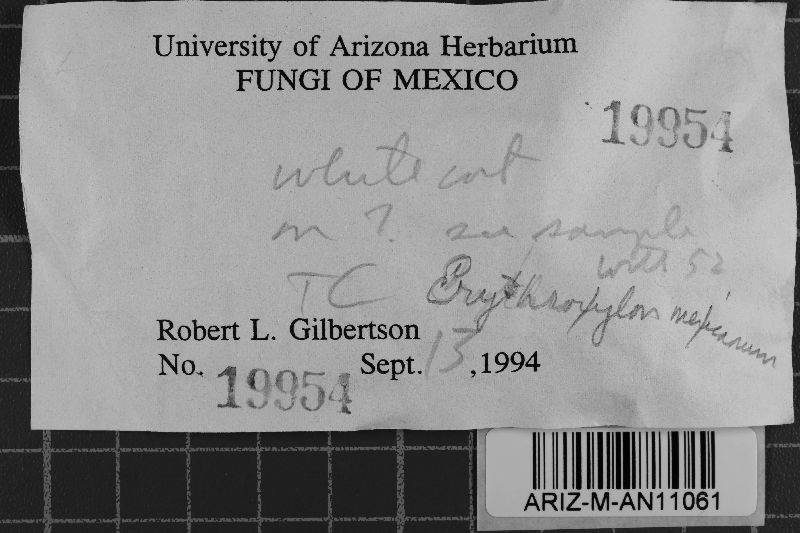 University of Arizona Herbarium
FUNGI OF MEXICO
19954
white cort
on ? see sample
with 52
TC Erythroxylon mexicanum
Robert L. Gilbertson
No. 19954 Sept. 13, 1994
ARIZ-M-AN11061